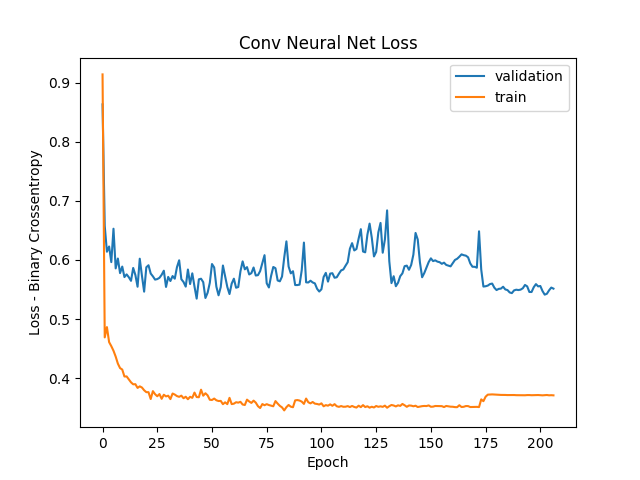 Conv Neural Net Loss
validation
train
Loss - Binary Crossentropy
0.9
0.8
0.7
0.6
0.5
0.4
0 25 50 75 100 125 150 175 200
Epoch